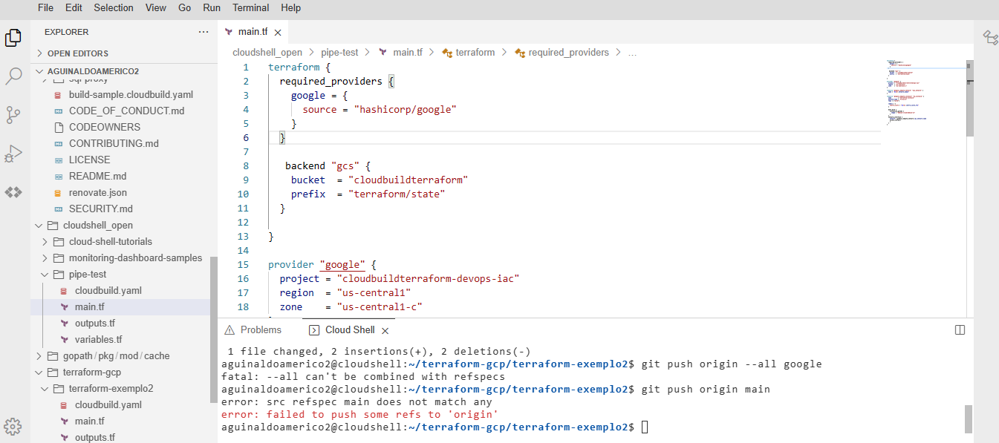 File Edit Selection View Go Run Terminal Help
EXPLORER ...
OPEN EDITORS
AGUINALDOAMERICO2
sql-proxy
build-sample.cloudbuild.yaml
CODE_OF_CONDUCT.md
CODEOWNERS
CONTRIBUTING.md
LICENSE
README.md
renovate.json
SECURITY.md
cloudshell_open
cloud-shell-tutorials
monitoring-dashboard-samples
pipe-test
cloudbuild.yaml
main.tf
outputs.tf
variables.tf
gopath/pkg/mod/cache
terraform-gcp
terraform-exemplo2
cloudbuild.yaml
main.tf
outputs.tf
main.tf
cloudshell_open > pipe-test > main.tf > terraform > required_providers > ...
1 terraform {
2 required_providers {
3 google = {
4 source = "hashicorp/google"
5 }
6 }
7
8 backend "gcs" {
9 bucket = "cloudbuildterraform"
10 prefix = "terraform/state"
11 }
12
13 }
14
15 provider "google" {
16 project = "cloudbuildterraform-devops-iac"
17 region = "us-central1"
18 zone = "us-central1-c"
Problems Cloud Shell
1 file changed, 2 insertions(+), 2 deletions(-)
aguinaldoamerico2@cloudshell:~/terraform-gcp/terraform-exemplo2$ git push origin --all google
fatal: --all can't be combined with refspecs
aguinaldoamerico2@cloudshell:~/terraform-gcp/terraform-exemplo2$ git push origin main
error: src refspec main does not match any
error: failed to push some refs to 'origin'
aguinaldoamerico2@cloudshell:~/terraform-gcp/terraform-exemplo2$